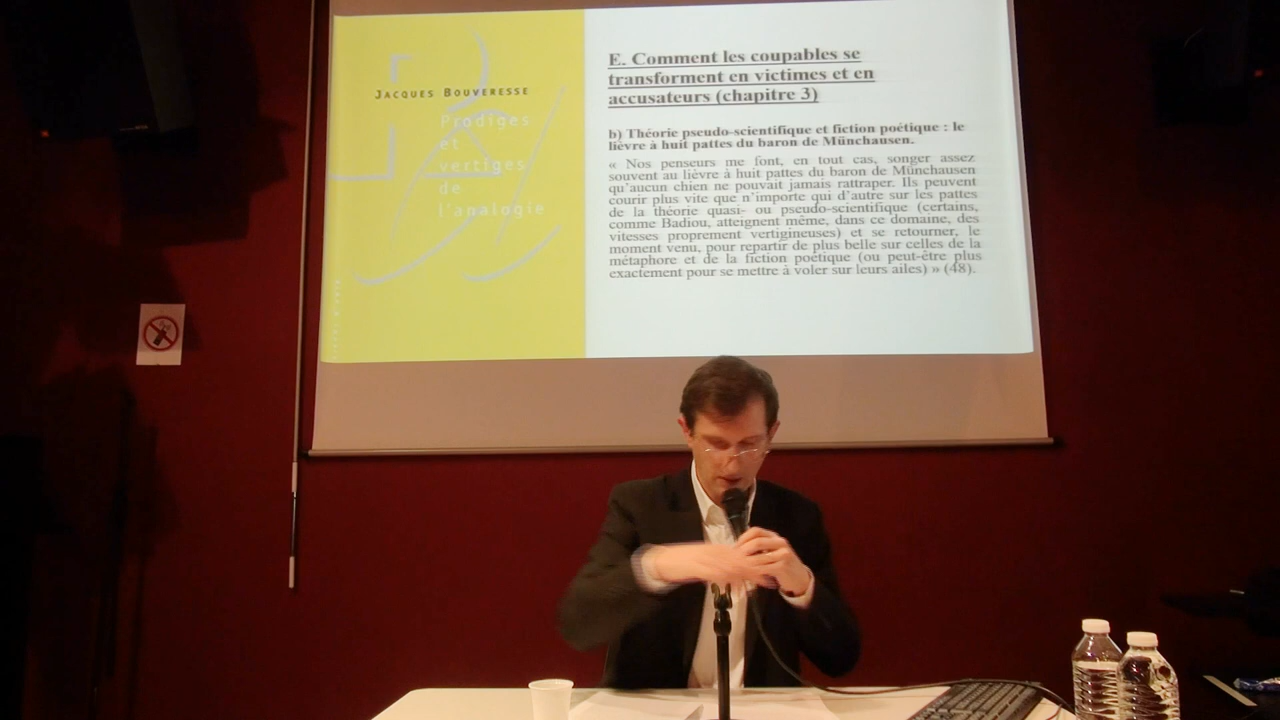 JACQUES BOUVERESSE
Prodiges
et
vertiges
de
l'analogie
E. Comment les coupables se
transforment en victimes et en
accusateurs (chapitre 3)
b) Théorie pseudo-scientifique et fiction poétique : le
lièvre à huit pattes du baron de Münchausen.
« Nos penseurs me font, en tout cas, songer assez
souvent au lièvre à huit pattes du baron de Münchausen
qu'aucun chien ne pouvait jamais rattraper. Ils peuvent
courir plus vite que n'importe qui d'autre sur les pattes
de la théorie quasi- ou pseudo-scientifique (certains,
comme Badiou, atteignent même, dans ce domaine, des
vitesses proprement vertigineuses) et se retourner, le
moment venu, pour repartir de plus belle sur celles de la
métaphore et de la fiction poétique (ou peut-être plus
exactement pour se mettre à voler sur leurs ailes) » (48).